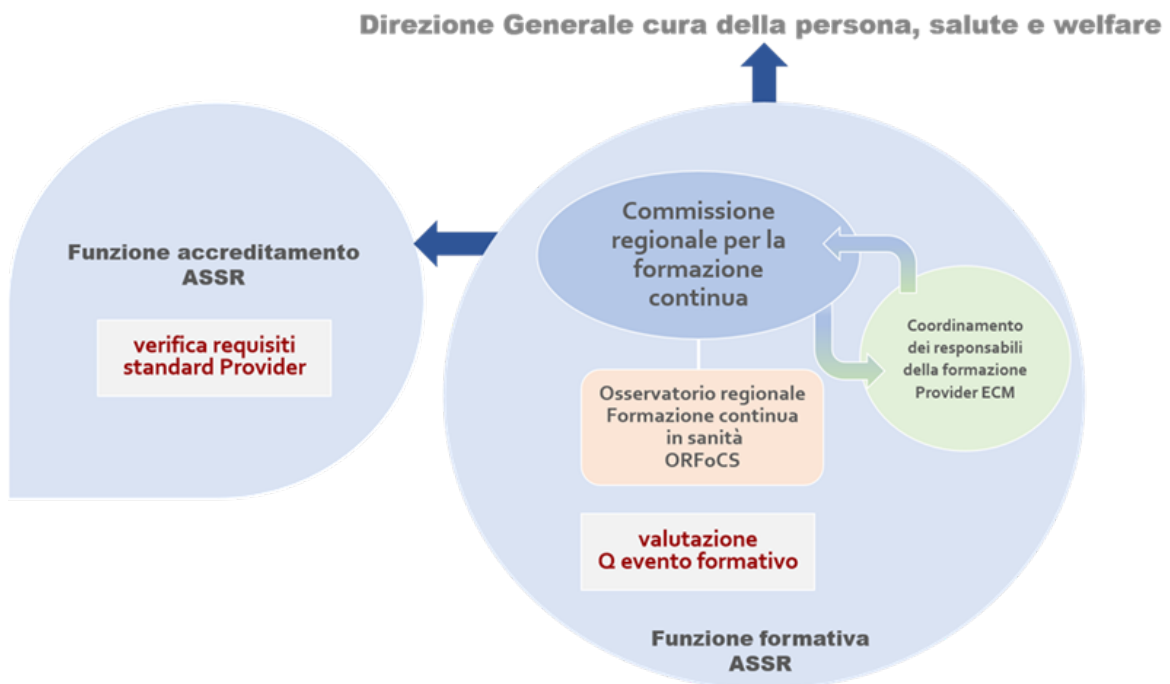 Direzione Generale cura della persona, salute e welfare
Funzione accreditamento
ASSR
verifica requisiti
standard Provider
Commissione
regionale per la
formazione
continua
Coordinamento
dei responsabili
della formazione
Provider ECM
Osservatorio regionale
Formazione continua
in sanità
ORFoCS
valutazione
Q evento formativo
Funzione formativa
ASSR